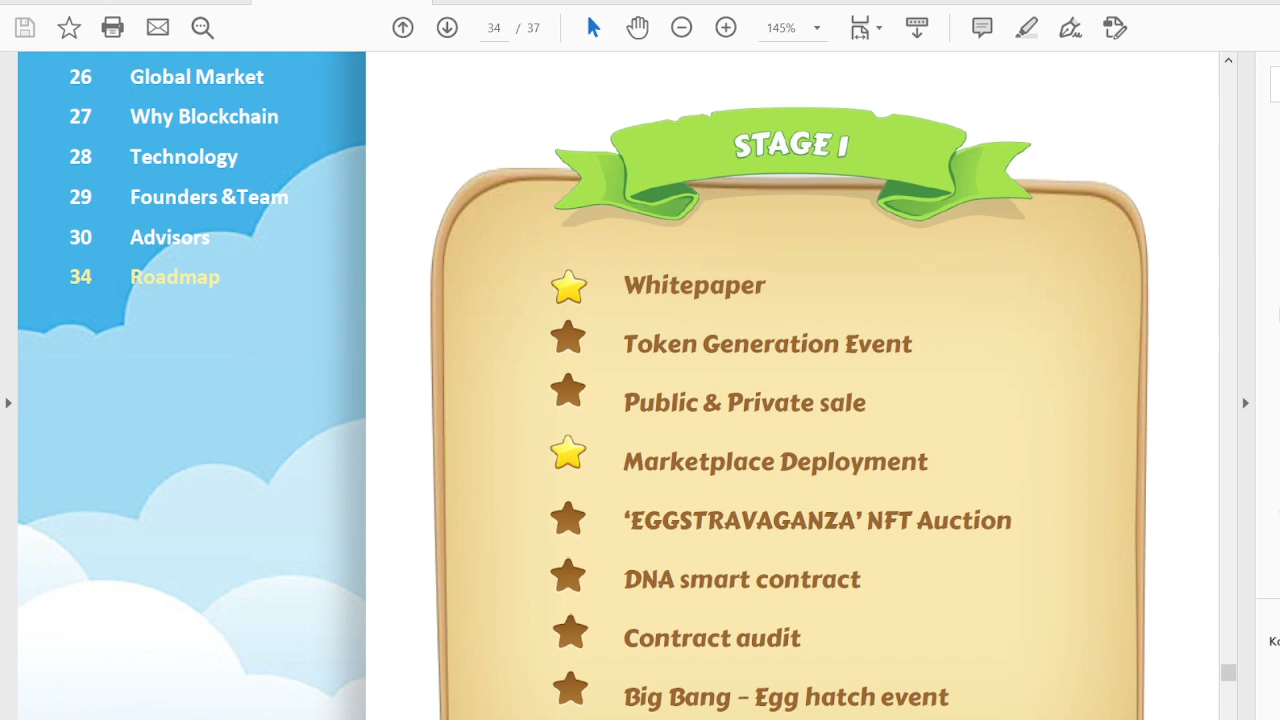 34 / 37
145%
26 Global Market
27 Why Blockchain
28 Technology
29 Founders &Team
30 Advisors
34 Roadmap
STAGE 1
Whitepaper
Token Generation Event
Public & Private sale
Marketplace Deployment
‘EGGSTRAVAGANZA’ NFT Auction
DNA smart contract
Contract audit
Big Bang – Egg hatch event